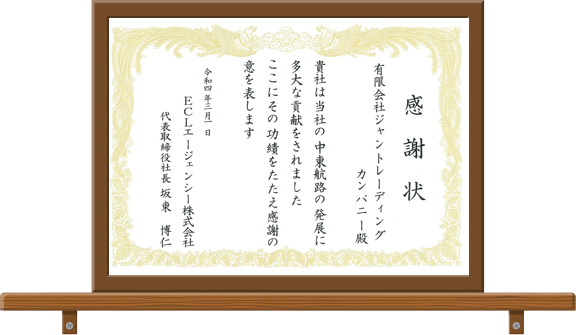 感謝状
有限会社ジャントレーディング
カンパニー殿
貴社は当社の中東航路の発展に
多大な貢献をされました
ここにその功績をたたえ感謝の
意を表します
令和四年三月一日
ECLエージェンシー株式会社
代表取締役社長 坂東 博仁